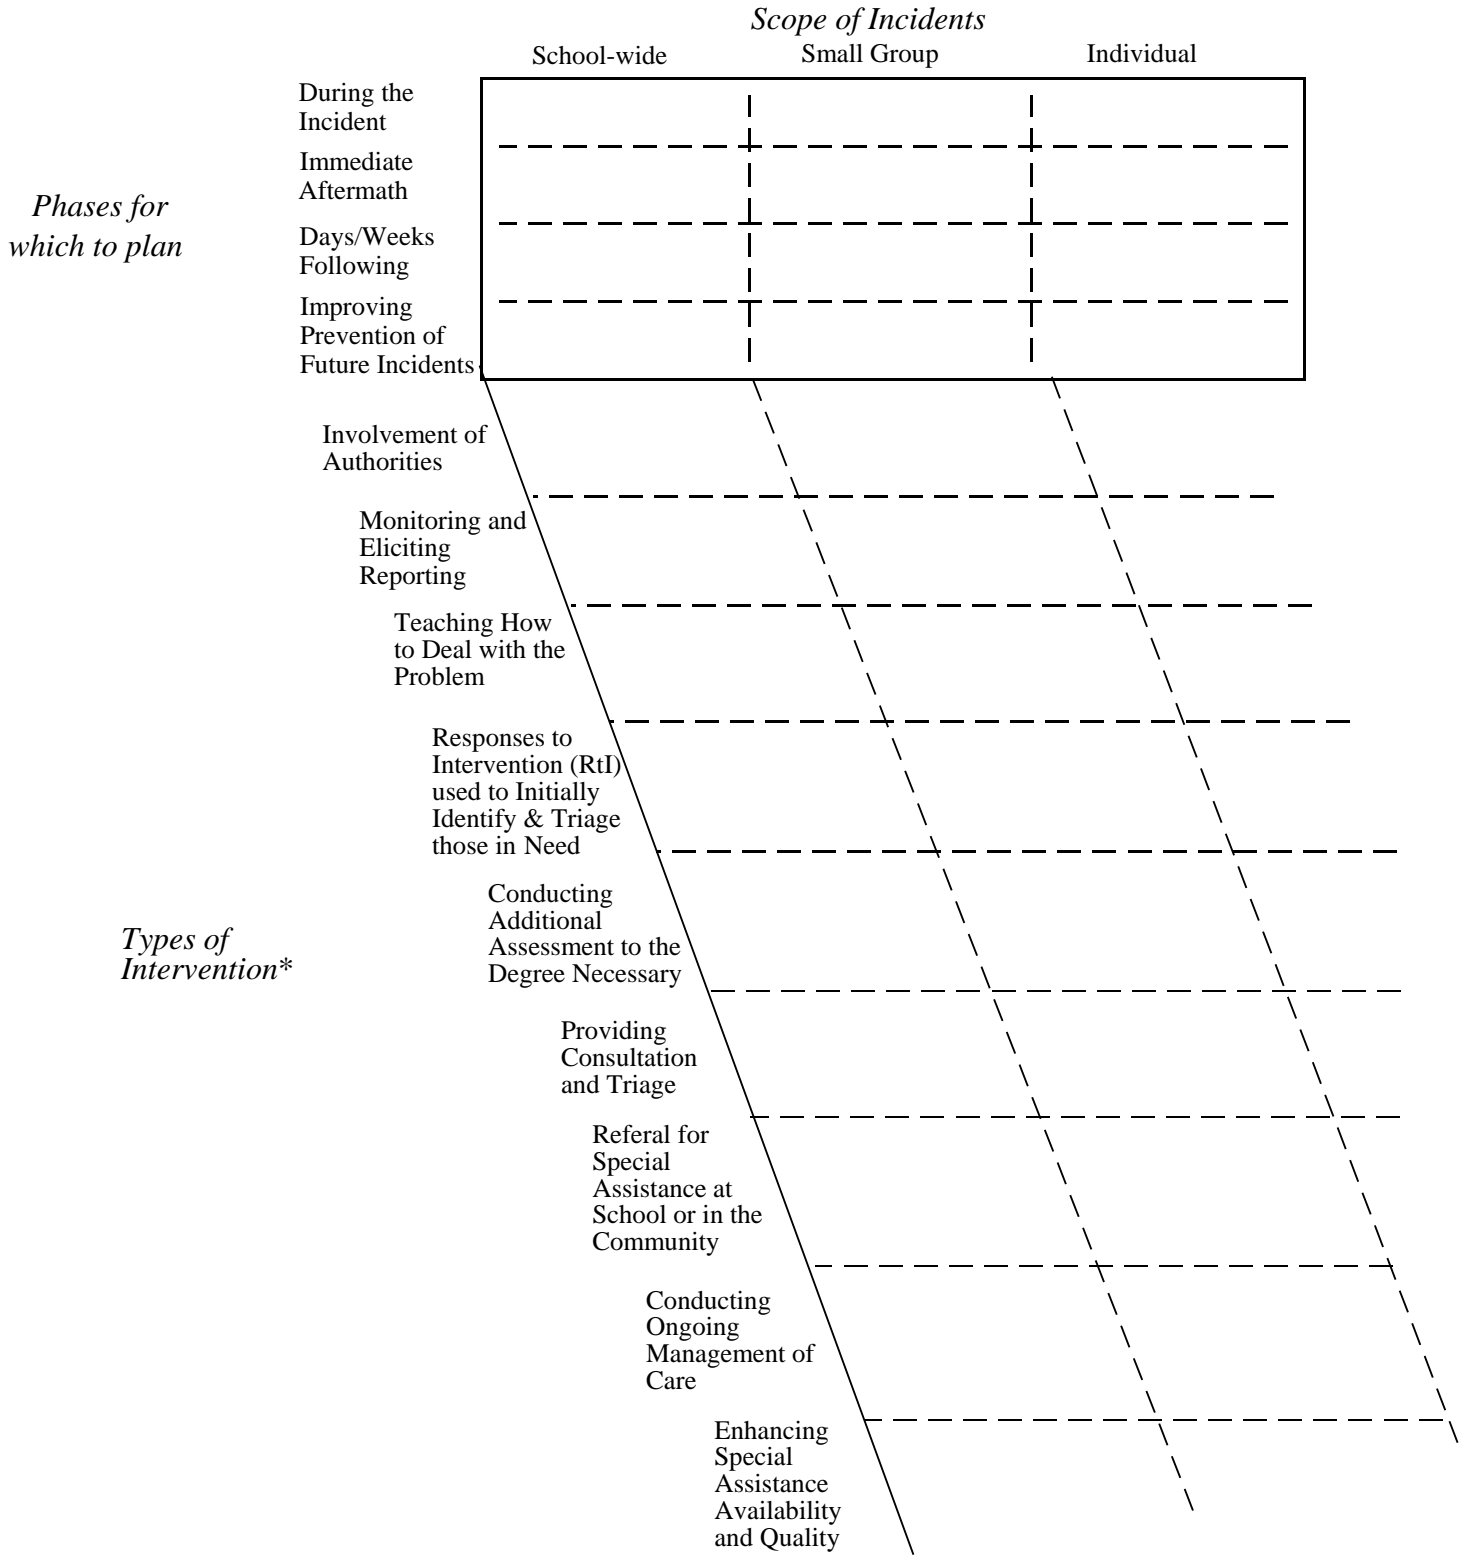 Scope of Incidents
School-wide
Small Group
Individual
Phases for
which to plan
During the
Incident
Immediate
Aftermath
Days/Weeks
Following
Improving
Prevention of
Future Incidents
Types of
Intervention*
Involvement of
Authorities
Monitoring and
Eliciting
Reporting
Teaching How
to Deal with the
Problem
Responses to
Intervention (RtI)
used to Initially
Identify & Triage
those in Need
Conducting
Additional
Assessment to the
Degree Necessary
Providing
Consultation
and Triage
Referal for
Special
Assistance at
School or in the
Community
Conducting
Ongoing
Management of
Care
Enhancing
Special
Assistance
Availability
and Quality